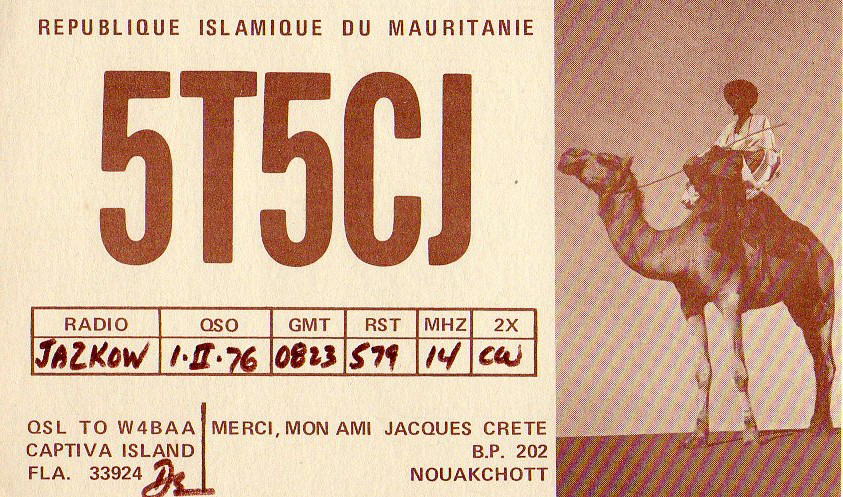 REPUBLIQUE ISLAMIQUE DU MAURITANIE
5T5CJ
RADIO QSO GMT RST MHZ 2X
JA2KOW 1·II·76 0823 579 14 CW
QSL TO W4BAA
CAPTIVA ISLAND
FLA. 33924
MERCI, MON AMI JACQUES CRETE
B.P. 202
NOUAKCHOTT